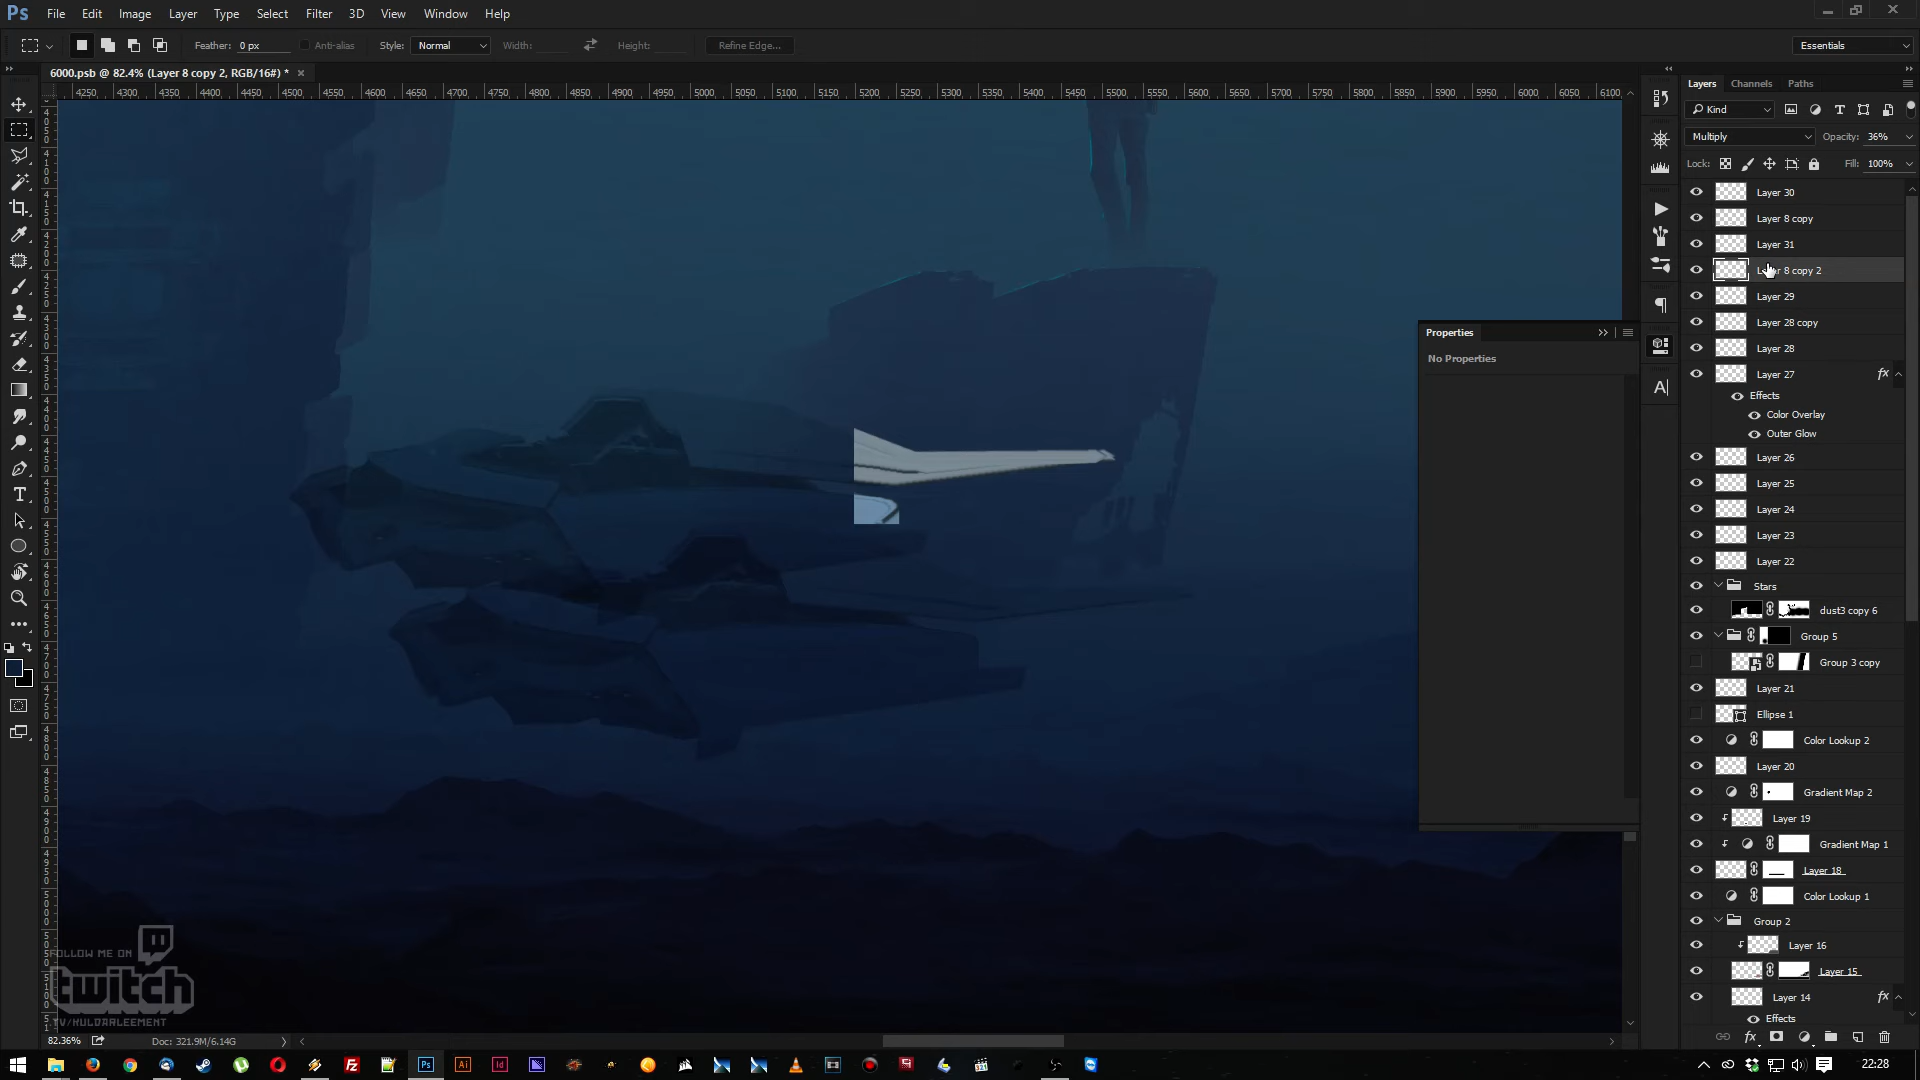 Ps File Edit Image Layer Type Select Filter 3D View Window Help
Feather: 0 px Anti-alias Style: Normal Width: Height: Refine Edge... Essentials
6000.psb @ 82.4% (Layer 8 copy 2, RGB/16#) * ×
4250 4300 4350 4400 4450 4500 4550 4600 4650 4700 4750 4800 4850 4900 4950 5000 5050 5100 5150 5200 5250 5300 5350 5400 5450 5500 5550 5600 5650 5700 5750 5800 5850 5900 5950 6000 6050 6100
Layers Channels Paths
Kind
Multiply Opacity: 36%
Lock: Fill: 100%
Layer 30
Layer 8 copy
Layer 31
Layer 8 copy 2
Layer 29
Layer 28 copy
Layer 28
Layer 27 fx
Effects
Color Overlay
Outer Glow
Layer 26
Layer 25
Layer 24
Layer 23
Layer 22
Stars
dust3 copy 6
Group 5
Group 3 copy
Layer 21
Ellipse 1
Color Lookup 2
Layer 20
Gradient Map 2
Layer 19
Gradient Map 1
Layer 18
Color Lookup 1
Group 2
Layer 16
Layer 15
Layer 14 fx
Effects
Properties
No Properties
FOLLOW ME ON
twitch
.TV/KULDARLEEMENT
82.36% Doc: 321.9M/6.14G
22:28